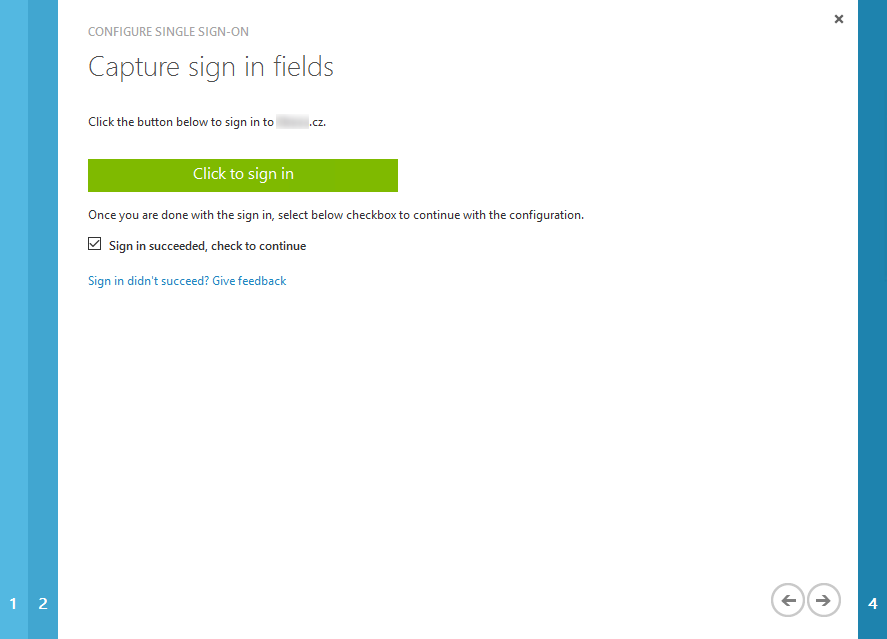 CONFIGURE SINGLE SIGN-ON
Capture sign in fields
Click the button below to sign in to .cz.
Click to sign in
Once you are done with the sign in, select below checkbox to continue with the configuration.
Sign in succeeded, check to continue
Sign in didn't succeed? Give feedback
1 2 4